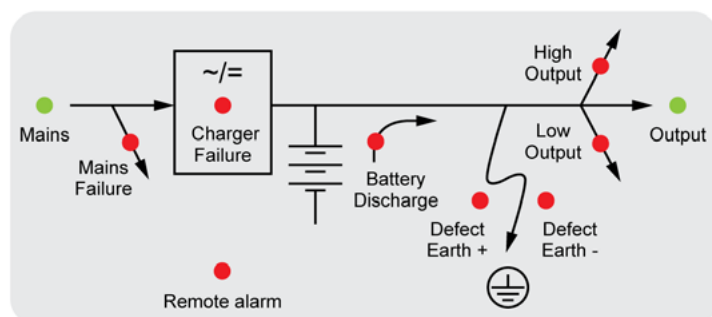 ~/=
Mains
Mains
Failure
Charger
Failure
Battery
Discharge
High
Output
Low
Output
Output
Defect
Earth +
Defect
Earth -
Remote alarm